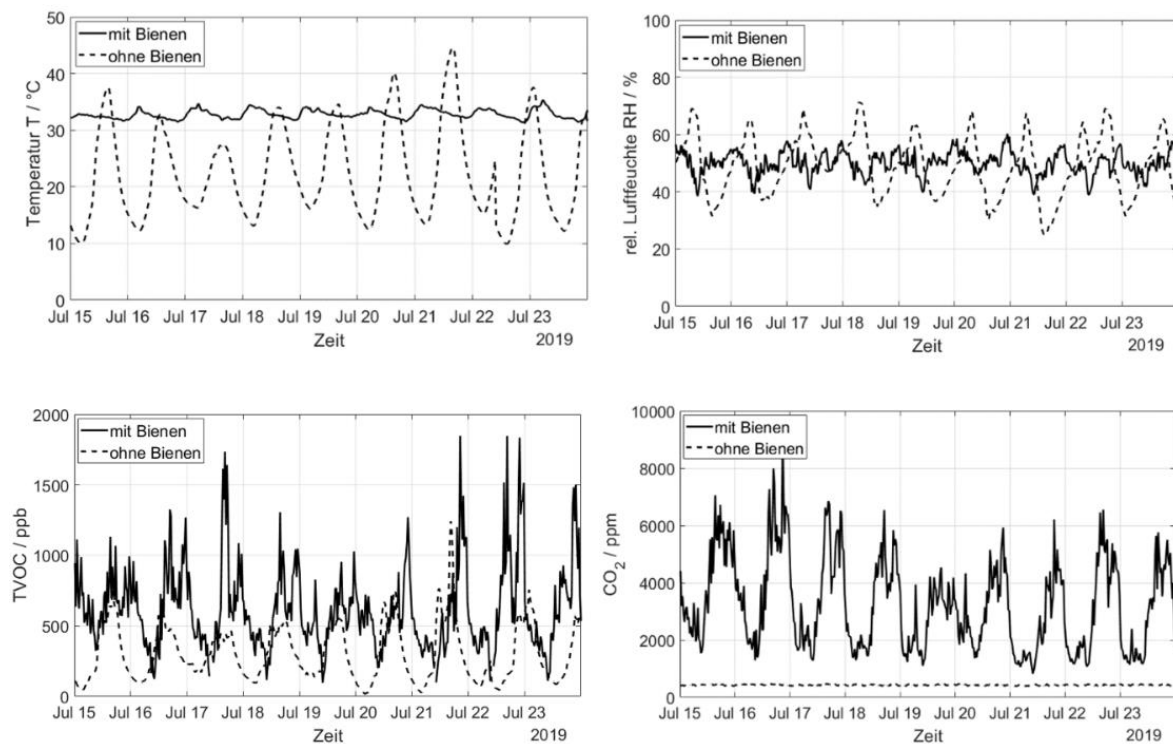 Temperatur T / °C
50
40
30
20
10
0
mit Bienen
ohne Bienen
Jul 15 Jul 16 Jul 17 Jul 18 Jul 19 Jul 20 Jul 21 Jul 22 Jul 23
Zeit 2019
rel. Luftfeuchte RH / %
100
80
60
40
20
0
mit Bienen
ohne Bienen
Jul 15 Jul 16 Jul 17 Jul 18 Jul 19 Jul 20 Jul 21 Jul 22 Jul 23
Zeit 2019
TVOC / ppb
2000
1500
1000
500
0
mit Bienen
ohne Bienen
Jul 15 Jul 16 Jul 17 Jul 18 Jul 19 Jul 20 Jul 21 Jul 22 Jul 23
Zeit 2019
CO₂ / ppm
10000
8000
6000
4000
2000
0
mit Bienen
ohne Bienen
Jul 15 Jul 16 Jul 17 Jul 18 Jul 19 Jul 20 Jul 21 Jul 22 Jul 23
Zeit 2019